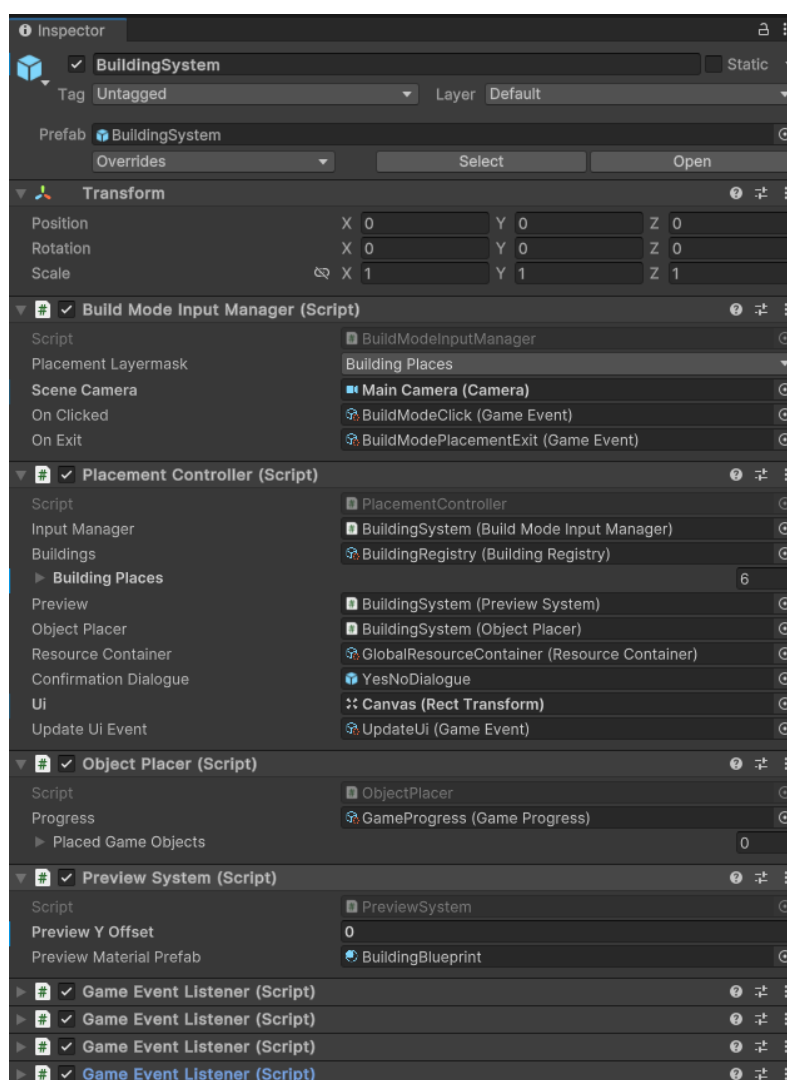 Inspector
BuildingSystem Static
Tag Untagged Layer Default
Prefab BuildingSystem
Overrides Select Open
Transform
Position X 0 Y 0 Z 0
Rotation X 0 Y 0 Z 0
Scale X 1 Y 1 Z 1
# Build Mode Input Manager (Script)
Script BuildModeInputManager
Placement Layermask Building Places
Scene Camera Main Camera (Camera)
On Clicked BuildModeClick (Game Event)
On Exit BuildModePlacementExit (Game Event)
# Placement Controller (Script)
Script PlacementController
Input Manager BuildingSystem (Build Mode Input Manager)
Buildings BuildingRegistry (Building Registry)
Building Places 6
Preview BuildingSystem (Preview System)
Object Placer BuildingSystem (Object Placer)
Resource Container GlobalResourceContainer (Resource Container)
Confirmation Dialogue YesNoDialogue
Ui Canvas (Rect Transform)
Update Ui Event UpdateUi (Game Event)
# Object Placer (Script)
Script ObjectPlacer
Progress GameProgress (Game Progress)
Placed Game Objects 0
# Preview System (Script)
Script PreviewSystem
Preview Y Offset 0
Preview Material Prefab BuildingBlueprint
# Game Event Listener (Script)
# Game Event Listener (Script)
# Game Event Listener (Script)
# Game Event Listener (Script)